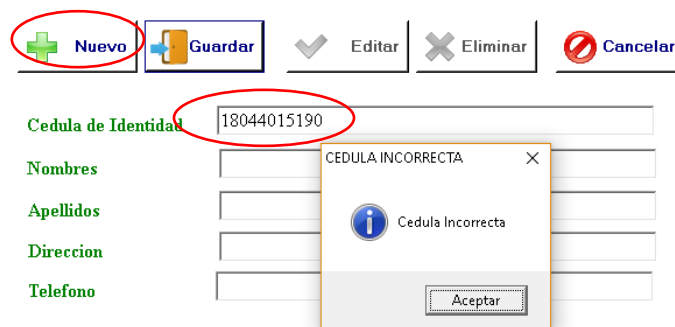 Nuevo Guardar Editar Eliminar Cancelar
Cedula de Identidad 18044015190
CEDULA INCORRECTA
Nombres
Apellidos
Cedula Incorrecta
Direccion
Telefono
Aceptar